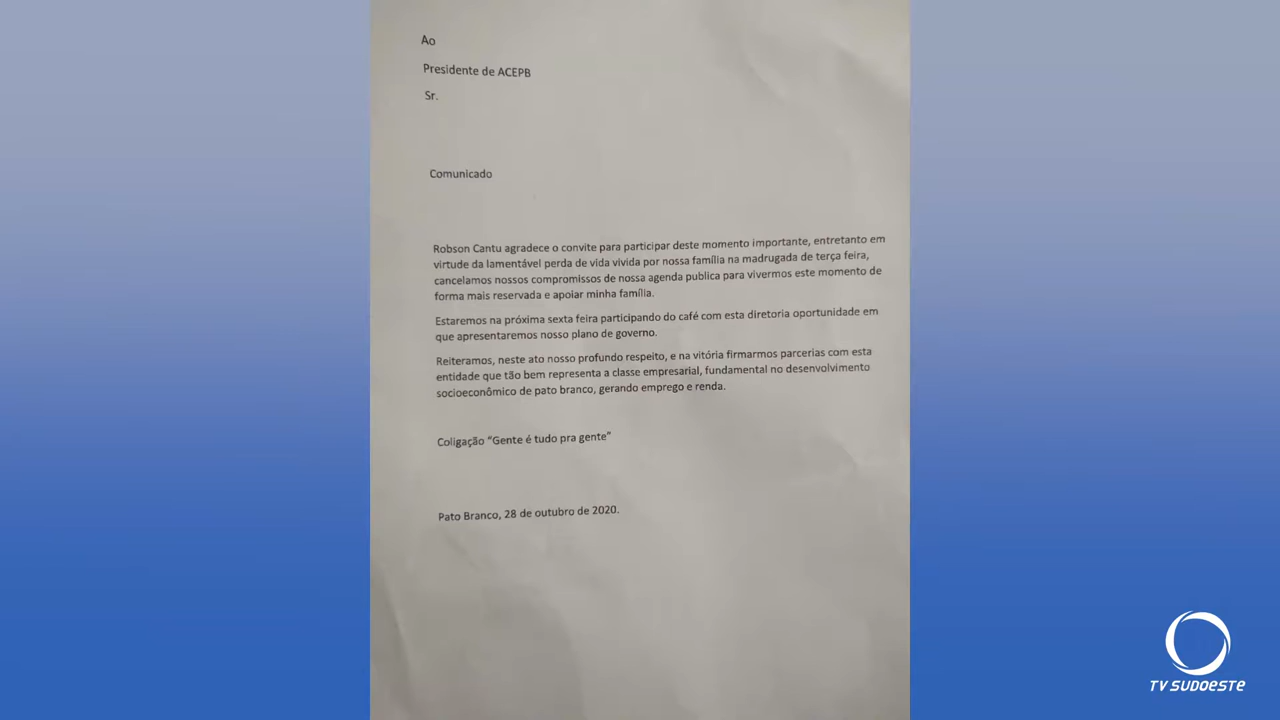 Ao
Presidente de ACEPB
Sr.
Comunicado
Robson Cantu agradece o convite para participar deste momento importante, entretanto em
virtude da lamentável perda de vida vivida por nossa família na madrugada de terça feira,
cancelamos nossos compromissos de nossa agenda publica para vivermos este momento de
forma mais reservada e apoiar minha família.
Estaremos na próxima sexta feira participando do café com esta diretoria oportunidade em
que apresentaremos nosso plano de governo.
Reiteramos, neste ato nosso profundo respeito, e na vitória firmarmos parcerias com esta
entidade que tão bem representa a classe empresarial, fundamental no desenvolvimento
socioeconômico de pato branco, gerando emprego e renda.
Coligação “Gente é tudo pra gente”
Pato Branco, 28 de outubro de 2020.
TV SUDOESTE